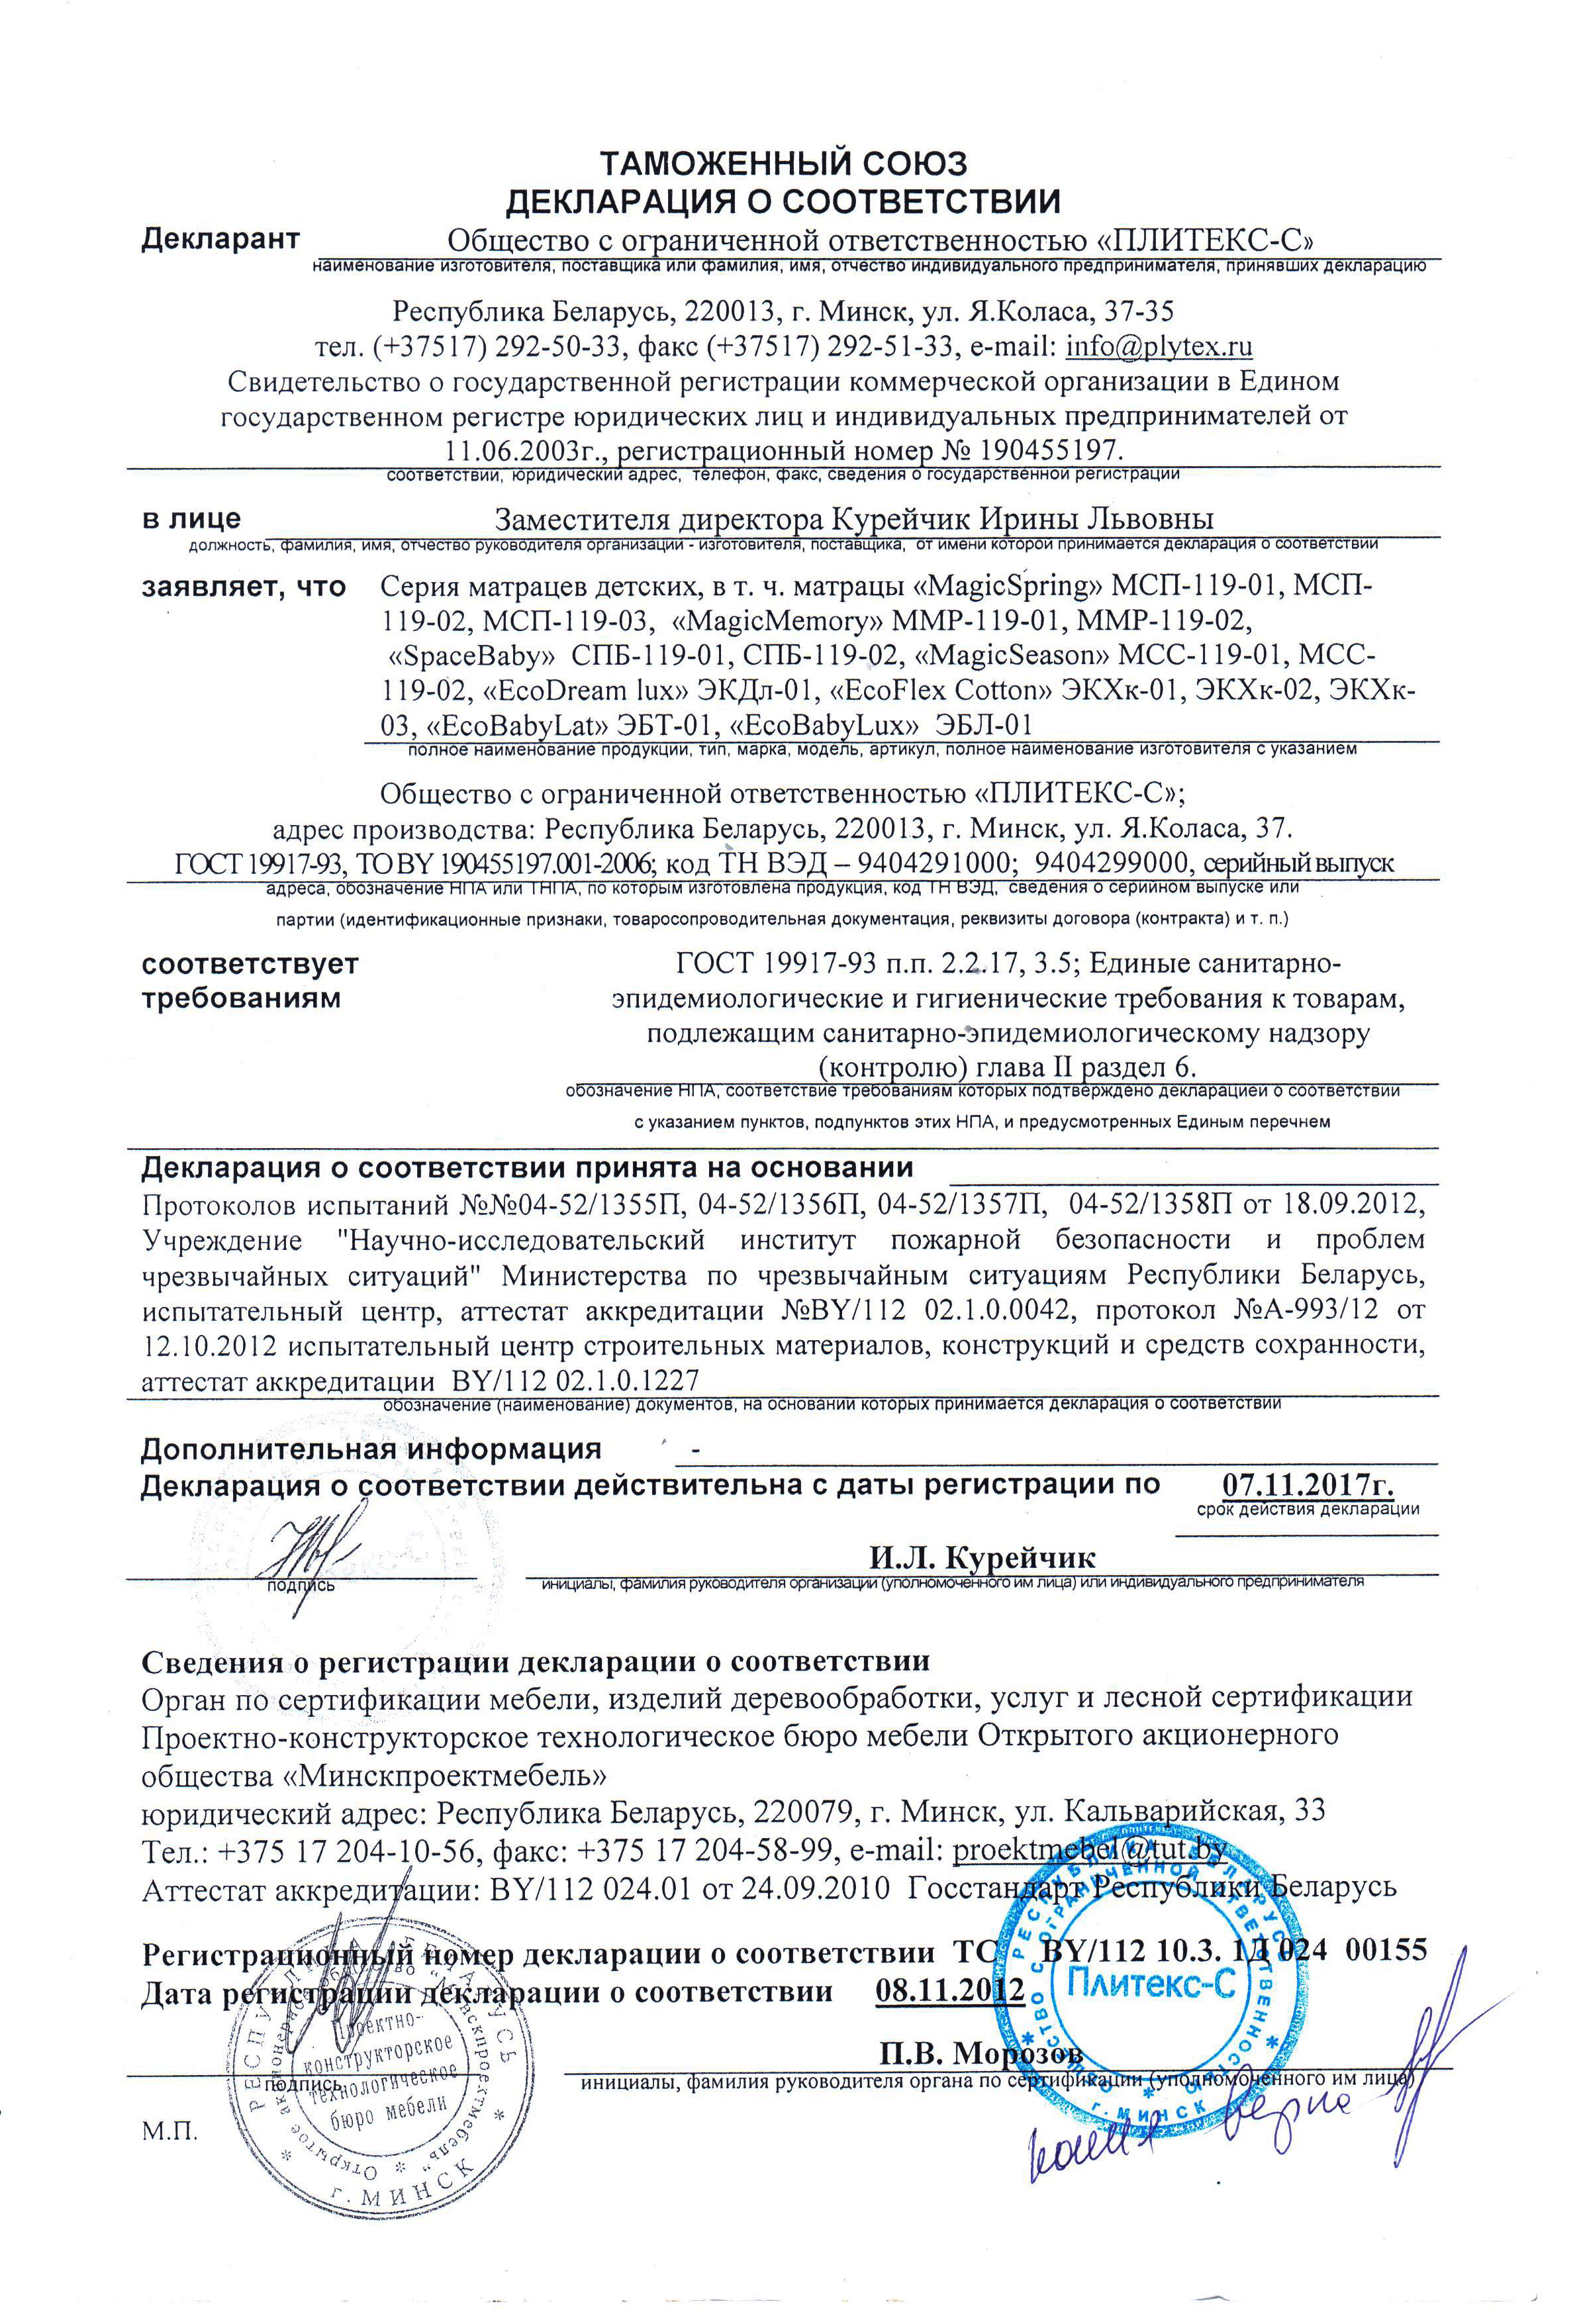 ТАМОЖЕННЫЙ СОЮЗ
ДЕКЛАРАЦИЯ О СООТВЕТСТВИИ
Декларант Общество с ограниченной ответственностью «ПЛИТЕКС-С»
наименование изготовителя, поставщика или фамилия, имя, отчество индивидуального предпринимателя, принявших декларацию
Республика Беларусь, 220013, г. Минск, ул. Я.Коласа, 37-35
тел. (+37517) 292-50-33, факс (+37517) 292-51-33, e-mail: info@plytex.ru
Свидетельство о государственной регистрации коммерческой организации в Едином
государственном регистре юридических лиц и индивидуальных предпринимателей от
11.06.2003г., регистрационный номер № 190455197.
соответствии, юридический адрес, телефон, факс, сведения о государственной регистрации
в лице Заместителя директора Курейчик Ирины Львовны
должность, фамилия, имя, отчество руководителя организации - изготовителя, поставщика, от имени которой принимается декларация о соответствии
заявляет, что Серия матрацев детских, в т. ч. матрацы «MagicSpring» МСП-119-01, МСП-
119-02, МСП-119-03, «MagicMemory» ММР-119-01, ММР-119-02,
«SpaceBaby» СПБ-119-01, СПБ-119-02, «MagicSeason» МСС-119-01, МСС-
119-02, «EcoDream lux» ЭКДл-01, «EcoFlex Cotton» ЭКХк-01, ЭКХк-02, ЭКХк-
03, «EcoBabyLat» ЭБТ-01, «EcoBabyLux» ЭБЛ-01
полное наименование продукции, тип, марка, модель, артикул, полное наименование изготовителя с указанием
Общество с ограниченной ответственностью «ПЛИТЕКС-С»;
адрес производства: Республика Беларусь, 220013, г. Минск, ул. Я.Коласа, 37.
ГОСТ 19917-93, ТО BY 190455197.001-2006; код ТН ВЭД – 9404291000; 9404299000, серийный выпуск
адреса, обозначение НПА или ТНПА, по которым изготовлена продукция, код ТН ВЭД, сведения о серийном выпуске или
партии (идентификационные признаки, товаросопроводительная документация, реквизиты договора (контракта) и т. п.)
соответствует ГОСТ 19917-93 п.п. 2.2.17, 3.5; Единые санитарно-
требованиям эпидемиологические и гигиенические требования к товарам,
подлежащим санитарно-эпидемиологическому надзору
(контролю) глава II раздел 6.
обозначение НПА, соответствие требованиям которых подтверждено декларацией о соответствии
с указанием пунктов, подпунктов этих НПА, и предусмотренных Единым перечнем
Декларация о соответствии принята на основании
Протоколов испытаний №№04-52/1355П, 04-52/1356П, 04-52/1357П, 04-52/1358П от 18.09.2012,
Учреждение "Научно-исследовательский институт пожарной безопасности и проблем
чрезвычайных ситуаций" Министерства по чрезвычайным ситуациям Республики Беларусь,
испытательный центр, аттестат аккредитации №BY/112 02.1.0.0042, протокол №А-993/12 от
12.10.2012 испытательный центр строительных материалов, конструкций и средств сохранности,
аттестат аккредитации BY/112 02.1.0.1227
обозначение (наименование) документов, на основании которых принимается декларация о соответствии
Дополнительная информация -
Декларация о соответствии действительна с даты регистрации по 07.11.2017г.
срок действия декларации
И.Л. Курейчик
подпись инициалы, фамилия руководителя организации (уполномоченного им лица) или индивидуального предпринимателя
Сведения о регистрации декларации о соответствии
Орган по сертификации мебели, изделий деревообработки, услуг и лесной сертификации
Проектно-конструкторское технологическое бюро мебели Открытого акционерного
общества «Минскпроектмебель»
юридический адрес: Республика Беларусь, 220079, г. Минск, ул. Кальварийская, 33
Тел.: +375 17 204-10-56, факс: +375 17 204-58-99, e-mail: proektmebel@tut.by
Аттестат аккредитации: BY/112 024.01 от 24.09.2010 Госстандарт Республики Беларусь
Регистрационный номер декларации о соответствии ТС BY/112 10.3. 1Д 024 00155
Дата регистрации декларации о соответствии 08.11.2012
П.В. Морозов
подпись инициалы, фамилия руководителя органа по сертификации (уполномоченного им лица)
М.П.
РЕСПУБЛИКА БЕЛАРУСЬ
Открытое акционерное общество "Минскпроектмебель"
Проектно-
конструкторское
технологическое
бюро мебели
г. МИНСК
РЕСПУБЛИКА БЕЛАРУСЬ
ОБЩЕСТВО С ОГРАНИЧЕННОЙ ОТВЕТСТВЕННОСТЬЮ
Плитекс-С
г. МИНСК
копия верна